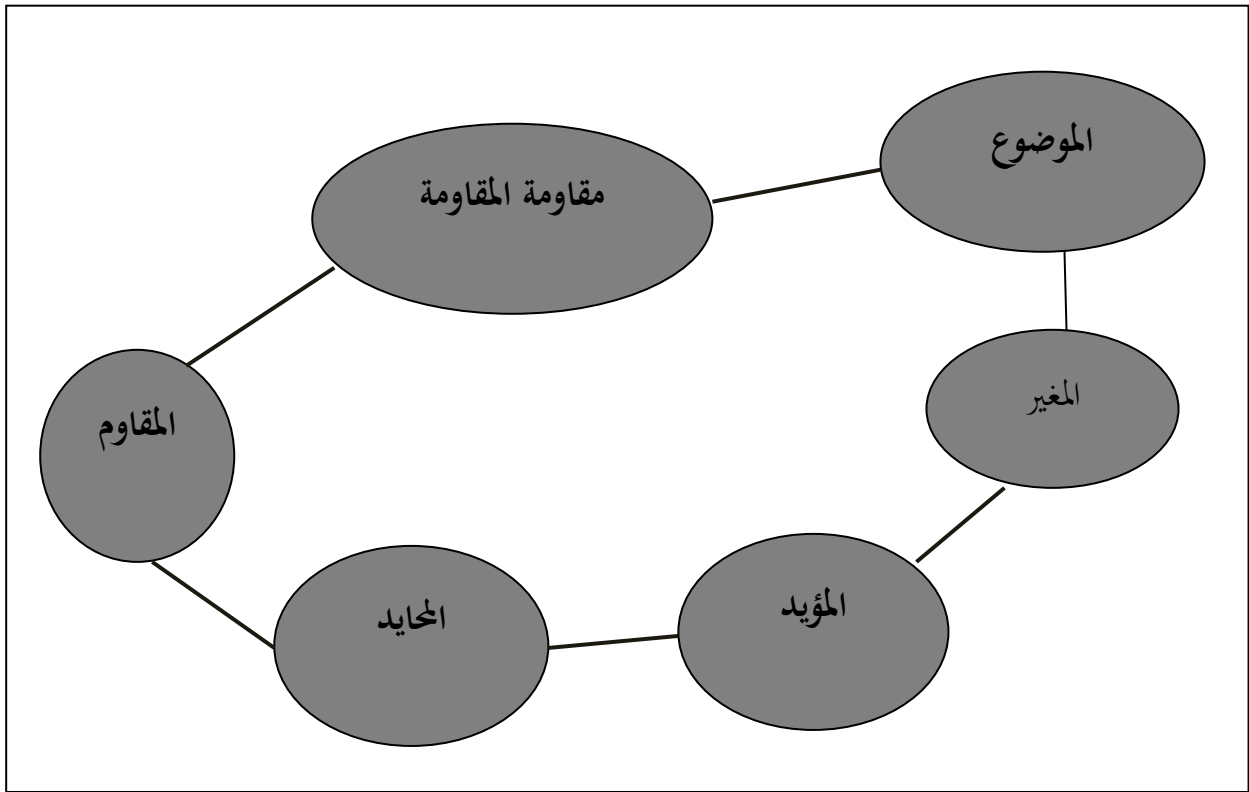 الموضوع
مقاومة المقاومة
المغير
المقاوم
المؤيد
المحايد